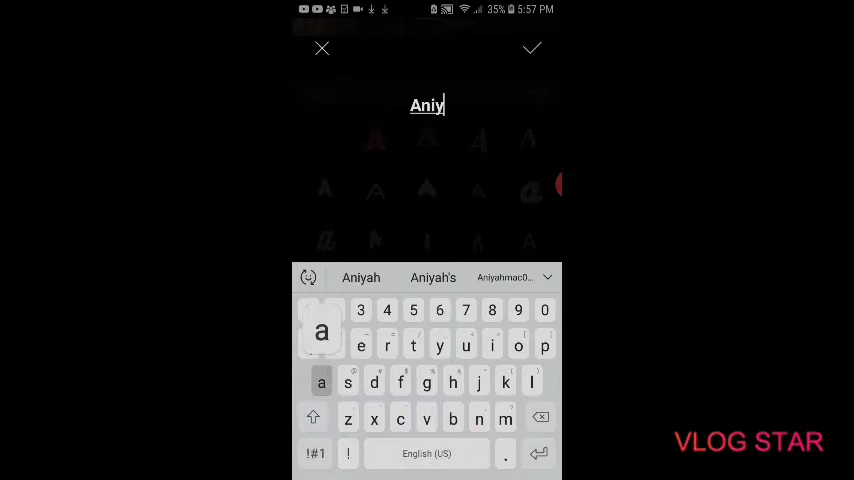 35% 5:57 PM
Aniy
Aniyah Aniyah's Aniyahmac0...
3 4 5 6 7 8 9 0
a
e r t y u i o p
a s d f g h j k l
z x c v b n m
!#1 ! English (US) .
VLOG STAR